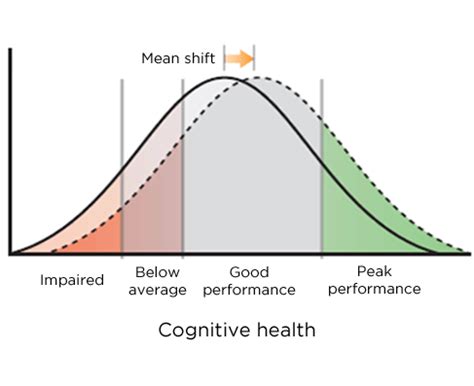 Mean shift
Impaired
Below
average
Good
performance
Peak
performance
Cognitive health